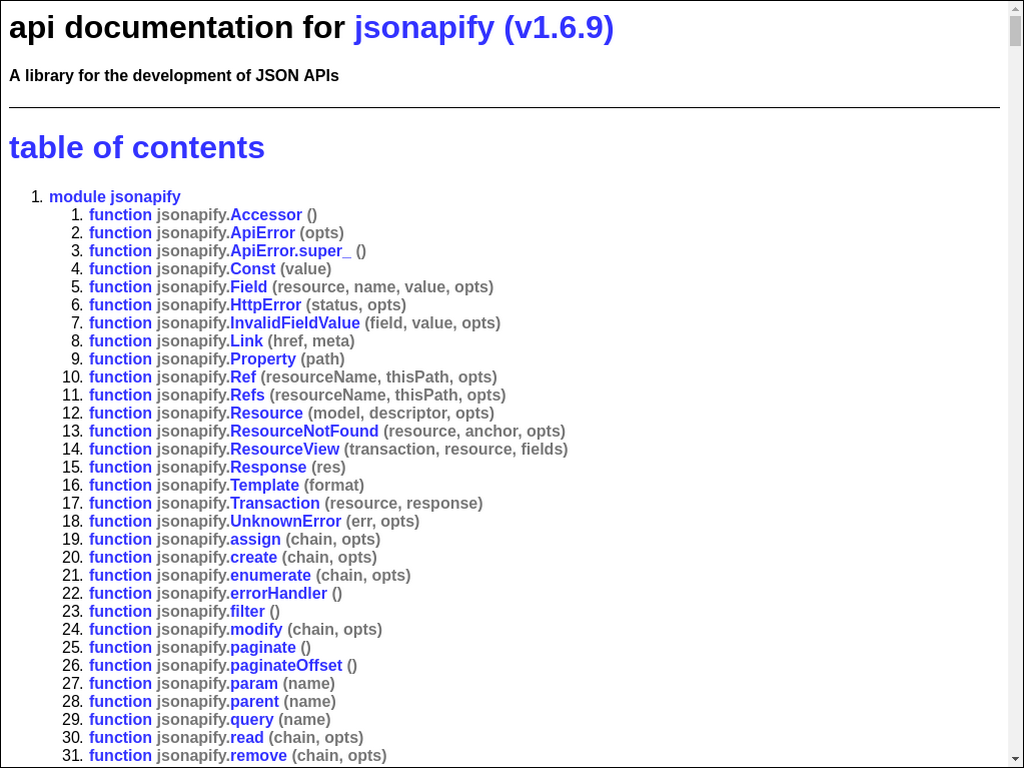 api documentation for jsonapify (v1.6.9)
A library for the development of JSON APIs
table of contents
1. module jsonapify
1. function jsonapify.Accessor ()
2. function jsonapify.ApiError (opts)
3. function jsonapify.ApiError.super_ ()
4. function jsonapify.Const (value)
5. function jsonapify.Field (resource, name, value, opts)
6. function jsonapify.HttpError (status, opts)
7. function jsonapify.InvalidFieldValue (field, value, opts)
8. function jsonapify.Link (href, meta)
9. function jsonapify.Property (path)
10. function jsonapify.Ref (resourceName, thisPath, opts)
11. function jsonapify.Refs (resourceName, thisPath, opts)
12. function jsonapify.Resource (model, descriptor, opts)
13. function jsonapify.ResourceNotFound (resource, anchor, opts)
14. function jsonapify.ResourceView (transaction, resource, fields)
15. function jsonapify.Response (res)
16. function jsonapify.Template (format)
17. function jsonapify.Transaction (resource, response)
18. function jsonapify.UnknownError (err, opts)
19. function jsonapify.assign (chain, opts)
20. function jsonapify.create (chain, opts)
21. function jsonapify.enumerate (chain, opts)
22. function jsonapify.errorHandler ()
23. function jsonapify.filter ()
24. function jsonapify.modify (chain, opts)
25. function jsonapify.paginate ()
26. function jsonapify.paginateOffset ()
27. function jsonapify.param (name)
28. function jsonapify.parent (name)
29. function jsonapify.query (name)
30. function jsonapify.read (chain, opts)
31. function jsonapify.remove (chain, opts)